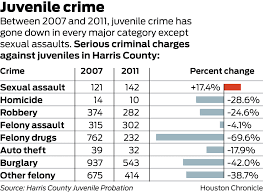 Juvenile crime
Between 2007 and 2011, juvenile crime has
gone down in every major category except
sexual assaults. Serious criminal charges
against juveniles in Harris County:
Crime 2007 2011 Percent change
Sexual assault 121 142 +17.4%
Homicide 14 10 -28.6%
Robbery 374 282 -24.6%
Felony assault 315 302 -4.1%
Felony drugs 762 232 -69.6%
Auto theft 39 32 -17.9%
Burglary 937 543 -42.0%
Other felony 675 414 -38.7%
Source: Harris County Juvenile Probation Houston Chronicle